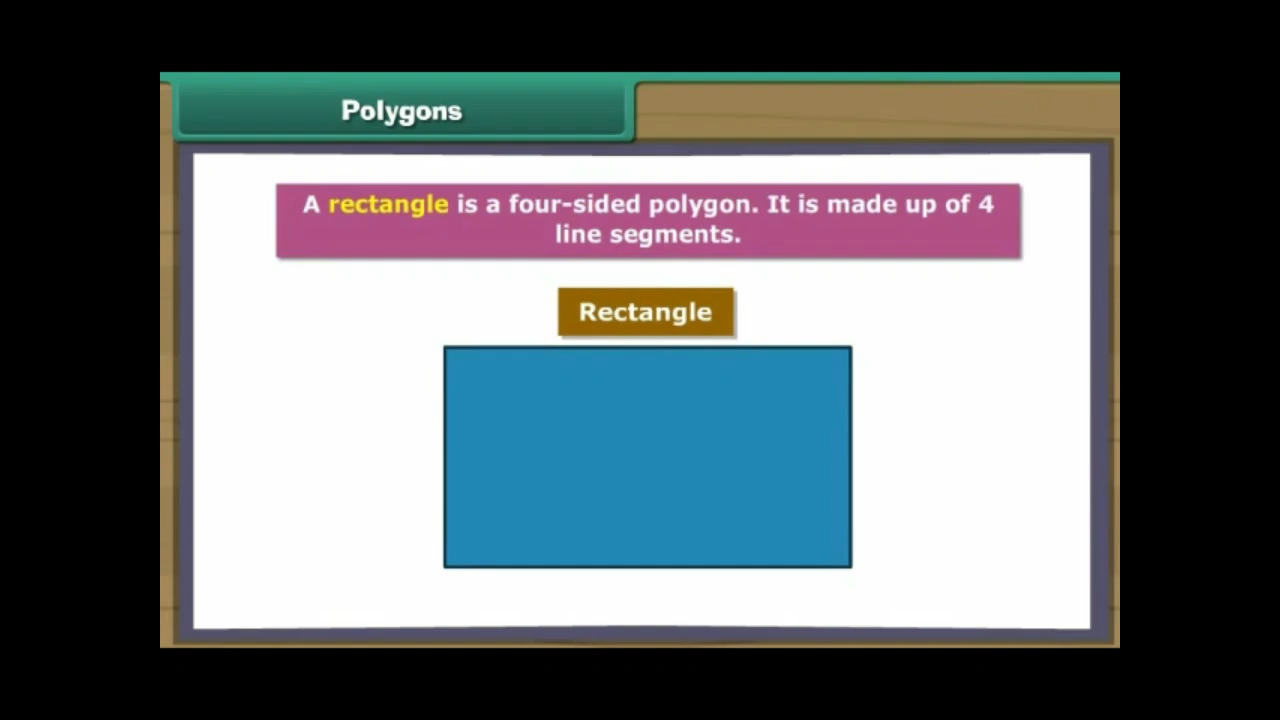 Polygons
A rectangle is a four-sided polygon. It is made up of 4
line segments.
Rectangle